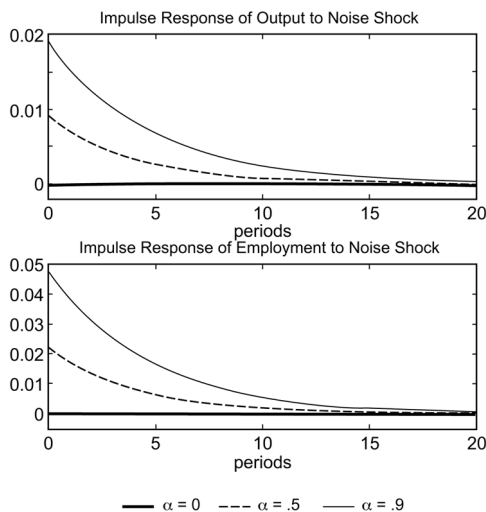 Impulse Response of Output to Noise Shock
0.02
0.01
0
0 5 10 15 20
periods
Impulse Response of Employment to Noise Shock
0.05
0.04
0.03
0.02
0.01
0
0 5 10 15 20
periods
α = 0 α = .5 α = .9